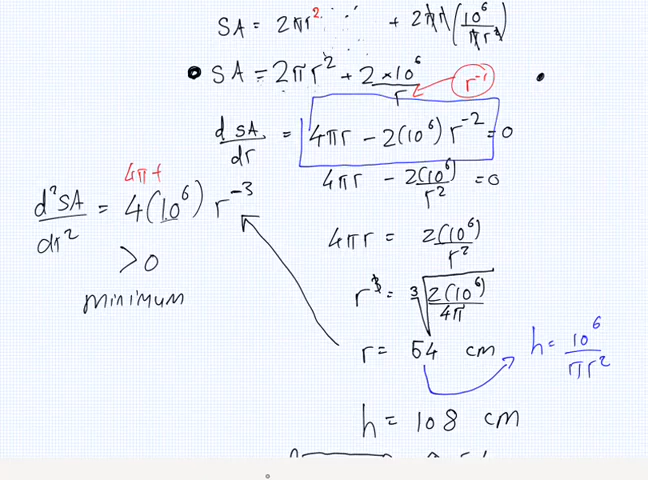 SA = 2πr² + 2πr(10⁶/πr²)
SA = 2πr² + 2×10⁶/r
r⁻¹
dSA/dr = 4πr − 2(10⁶) r⁻² = 0
4πr − 2(10⁶)/r² = 0
4π+
d²SA/dr² = 4(10⁶) r⁻³
4πr = 2(10⁶)/r²
> 0
minimum
r³ = ³√(2(10⁶)/4π)
r = 54 cm
h = 10⁶/πr²
h = 108 cm